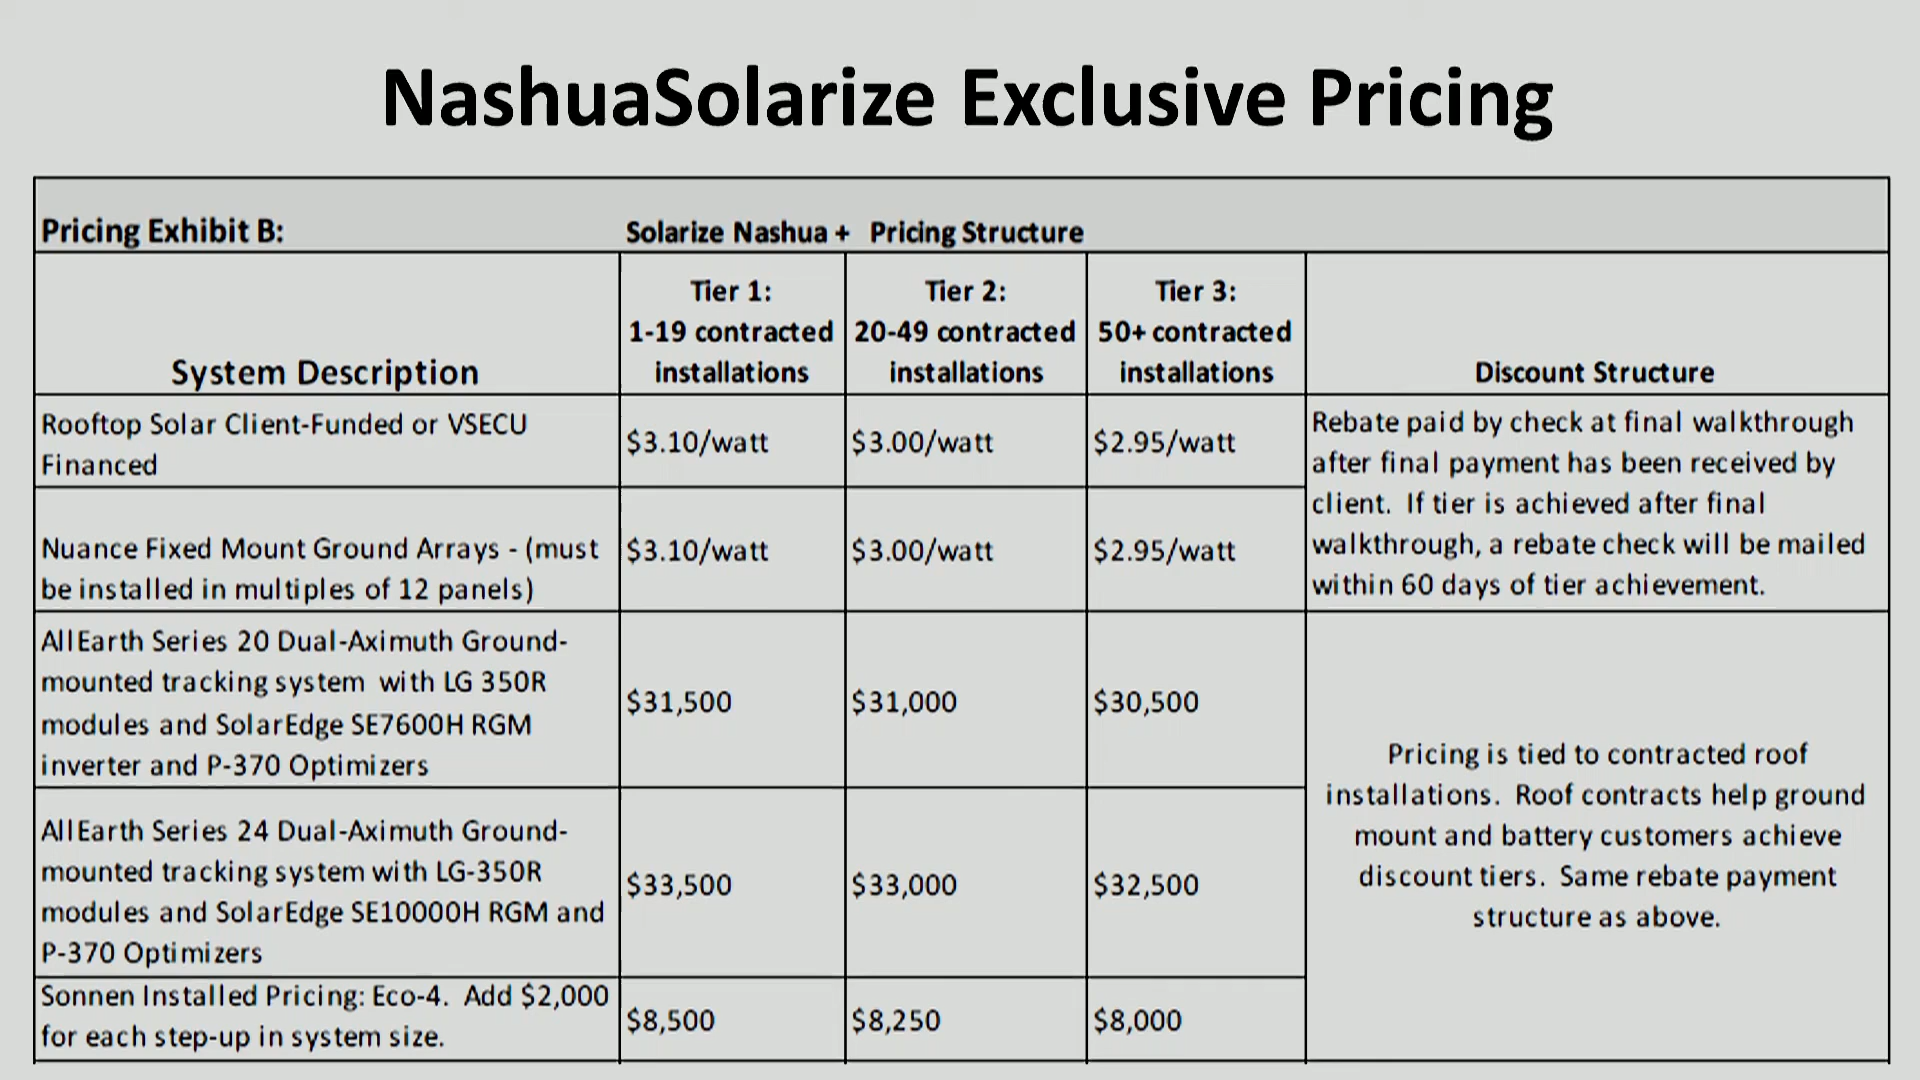 NashuaSolarize Exclusive Pricing
Pricing Exhibit B:
Solarize Nashua + Pricing Structure
System Description
Tier 1:
1-19 contracted
installations
Tier 2:
20-49 contracted
installations
Tier 3:
50+ contracted
installations
Discount Structure
Rooftop Solar Client-Funded or VSECU
Financed
$3.10/watt
$3.00/watt
$2.95/watt
Rebate paid by check at final walkthrough
after final payment has been received by
client. If tier is achieved after final
walkthrough, a rebate check will be mailed
within 60 days of tier achievement.
Nuance Fixed Mount Ground Arrays - (must
be installed in multiples of 12 panels)
$3.10/watt
$3.00/watt
$2.95/watt
AllEarth Series 20 Dual-Aximuth Ground-
mounted tracking system with LG 350R
modules and SolarEdge SE7600H RGM
inverter and P-370 Optimizers
$31,500
$31,000
$30,500
Pricing is tied to contracted roof
installations. Roof contracts help ground
mount and battery customers achieve
discount tiers. Same rebate payment
structure as above.
AllEarth Series 24 Dual-Aximuth Ground-
mounted tracking system with LG-350R
modules and SolarEdge SE10000H RGM and
P-370 Optimizers
$33,500
$33,000
$32,500
Sonnen Installed Pricing: Eco-4. Add $2,000
for each step-up in system size.
$8,500
$8,250
$8,000